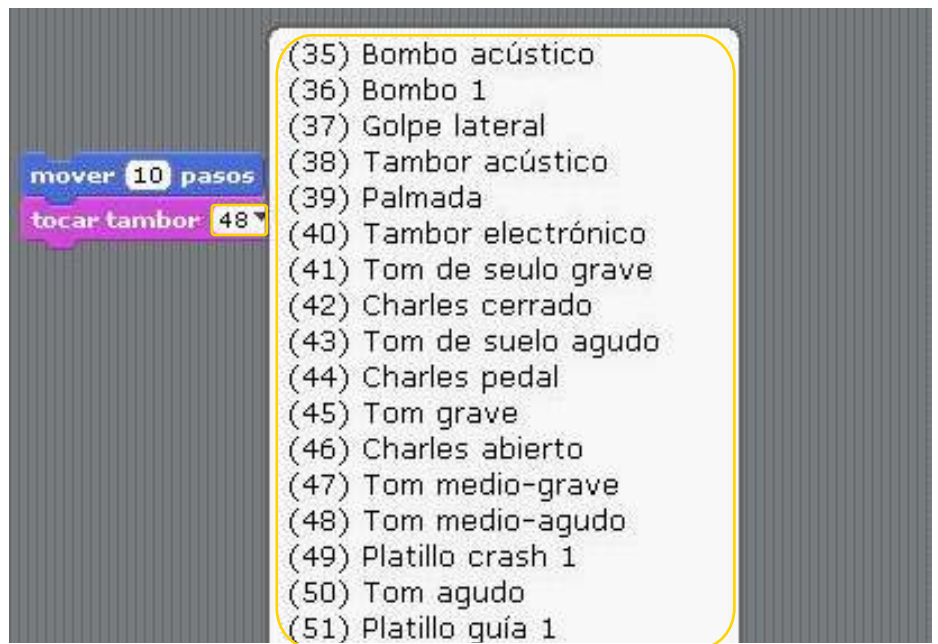 mover 10 pasos
tocar tambor 48
(35) Bombo acústico
(36) Bombo 1
(37) Golpe lateral
(38) Tambor acústico
(39) Palmada
(40) Tambor electrónico
(41) Tom de seulo grave
(42) Charles cerrado
(43) Tom de suelo agudo
(44) Charles pedal
(45) Tom grave
(46) Charles abierto
(47) Tom medio-grave
(48) Tom medio-agudo
(49) Platillo crash 1
(50) Tom agudo
(51) Platillo guía 1